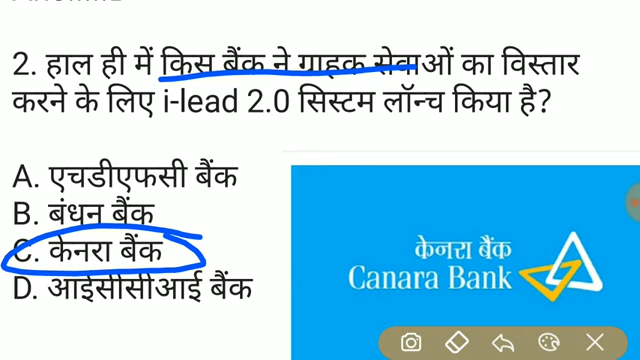 2. हाल ही में किस बैंक ने ग्राहक सेवाओं का विस्तार
करने के लिए i-lead 2.0 सिस्टम लॉन्च किया है?
A. एचडीएफसी बैंक
B. बंधन बैंक
C. केनरा बैंक
D. आईसीसीआई बैंक
केनरा बैंक
Canara Bank